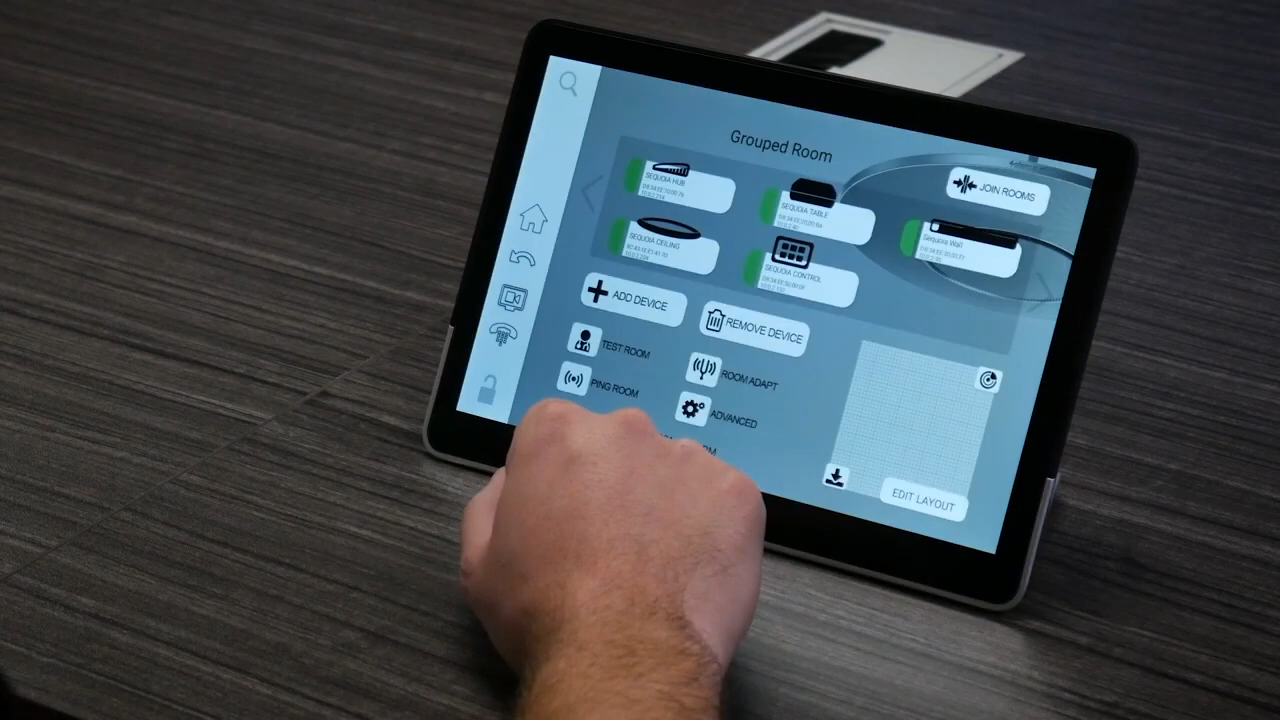 Grouped Room
JOIN ROOMS
SEQUOIA HUB
SEQUOIA TABLE
Sequoia Wall
SEQUOIA CEILING
SEQUOIA CONTROL
ADD DEVICE
REMOVE DEVICE
TEST ROOM
ROOM ADAPT
PING ROOM
ADVANCED
EDIT LAYOUT